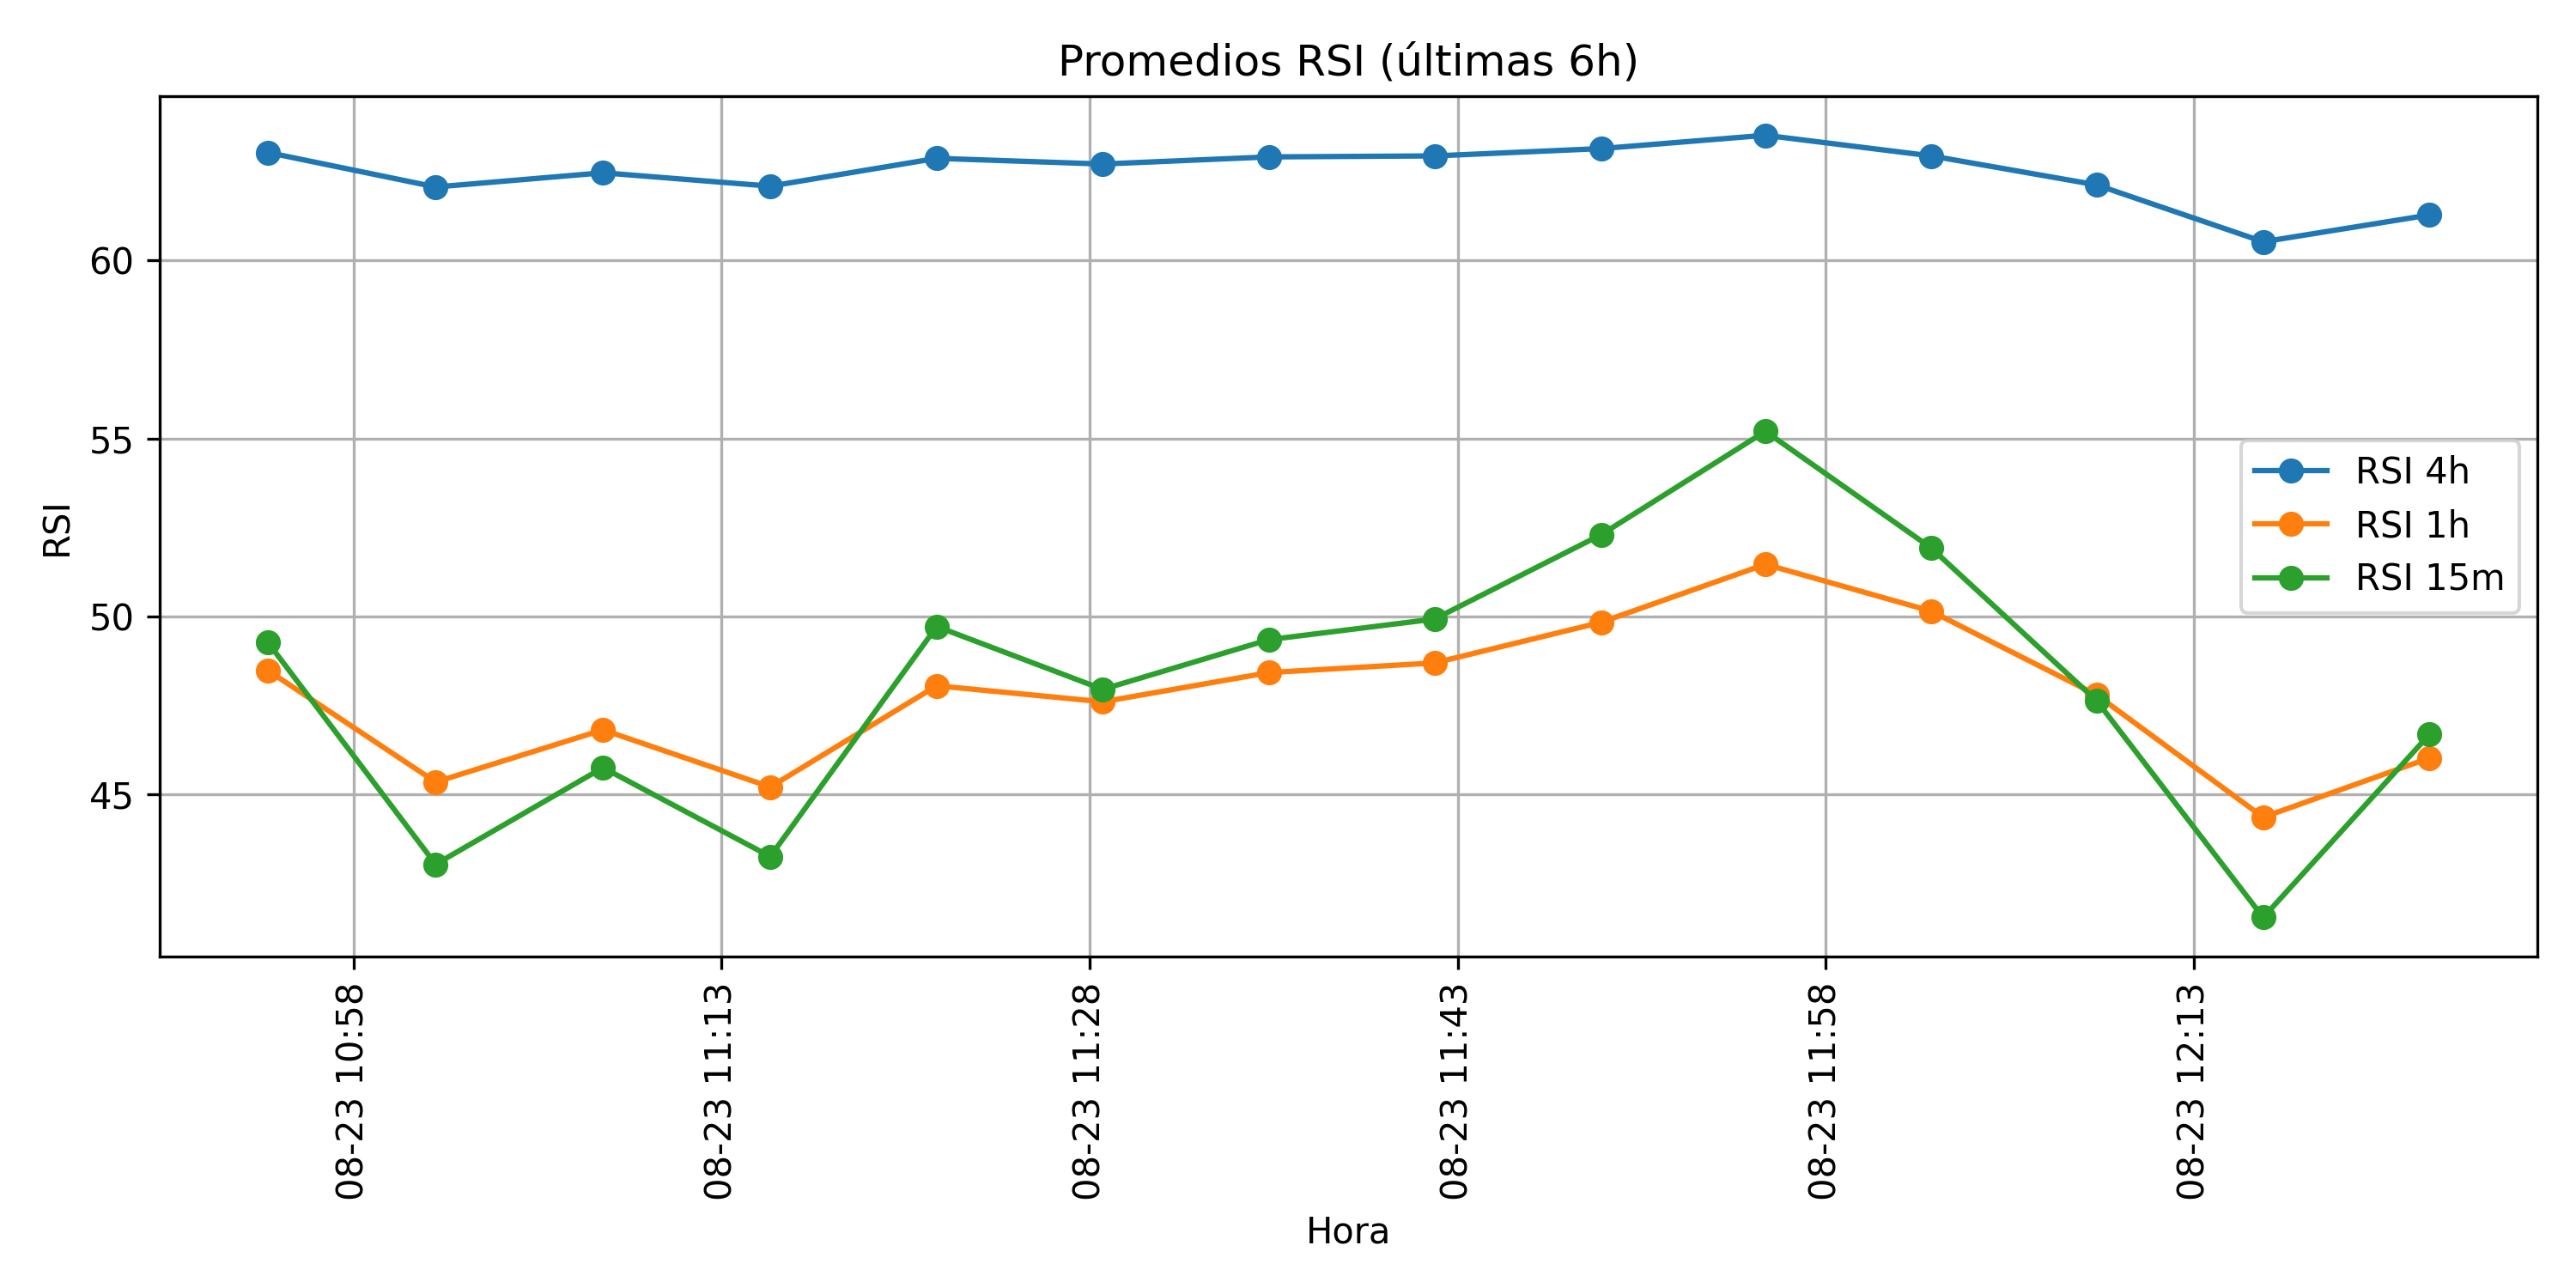 Promedios RSI (últimas 6h)
RSI
60
55
50
45
RSI 4h
RSI 1h
RSI 15m
08-23 10:58
08-23 11:13
08-23 11:28
08-23 11:43
08-23 11:58
08-23 12:13
Hora